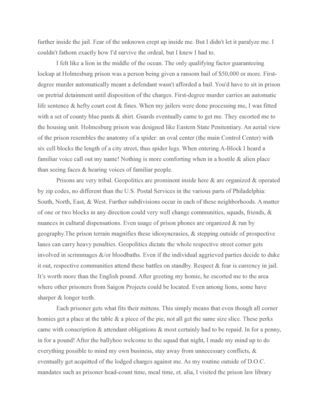 further inside the jail. Fear of the unknown crept up inside me. But I didn't let it paralyze me. I
couldn't fathom exactly how I'd survive the ordeal, but I knew I had to.
I felt like a lion in the middle of the ocean. The only qualifying factor guaranteeing
lockup at Holmesburg prison was a person being given a ransom bail of $50,000 or more. First-
degree murder automatically meant a defendant wasn't afforded a bail. You'd have to sit in prison
on pretrial detainment until disposition of the charges. First-degree murder carries an automatic
life sentence & hefty court cost & fines. When my jailers were done processing me, I was fitted
with a set of county blue pants & shirt. Guards eventually came to get me. They escorted me to
the housing unit. Holmesburg prison was designed like Eastern State Penitentiary. An aerial view
of the prison resembles the anatomy of a spider: an oval center (the main Control Center) with
six cell blocks the length of a city street, thus spider legs. When entering A-Block I heard a
familiar voice call out my name! Nothing is more comforting when in a hostile & alien place
than seeing faces & hearing voices of familiar people.
Prisons are very tribal. Geopolitics are prominent inside here & are organized & operated
by zip codes, no different than the U.S. Postal Services in the various parts of Philadelphia:
South, North, East, & West. Further subdivisions occur in each of these neighborhoods. A matter
of one or two blocks in any direction could very well change communities, squads, friends, &
nuances in cultural dispensations. Even usage of prison phones are organized & run by
geography.The prison terrain magnifies these idiosyncrasies, & stepping outside of prospective
lanes can carry heavy penalties. Geopolitics dictate the whole respective street corner gets
involved in scrimmages &/or bloodbaths. Even if the individual aggrieved parties decide to duke
it out, respective communities attend these battles on standby. Respect & fear is currency in jail.
It's worth more than the English pound. After greeting my homie, he escorted me to the area
where other prisoners from Saigon Projects could be located. Even among lions, some have
sharper & longer teeth.
Each prisoner gets what fits their mittens. This simply means that even though all corner
homies get a place at the table & a piece of the pie, not all get the same size slice. These perks
came with conscription & attendant obligations & most certainly had to be repaid. In for a penny,
in for a pound! After the ballyhoo welcome to the squad that night, I made my mind up to do
everything possible to mind my own business, stay away from unnecessary conflicts, &
eventually get acquitted of the lodged charges against me. As my routine outside of D.O.C.
mandates such as prisoner head-count time, meal time, et. alia, I visited the prison law library